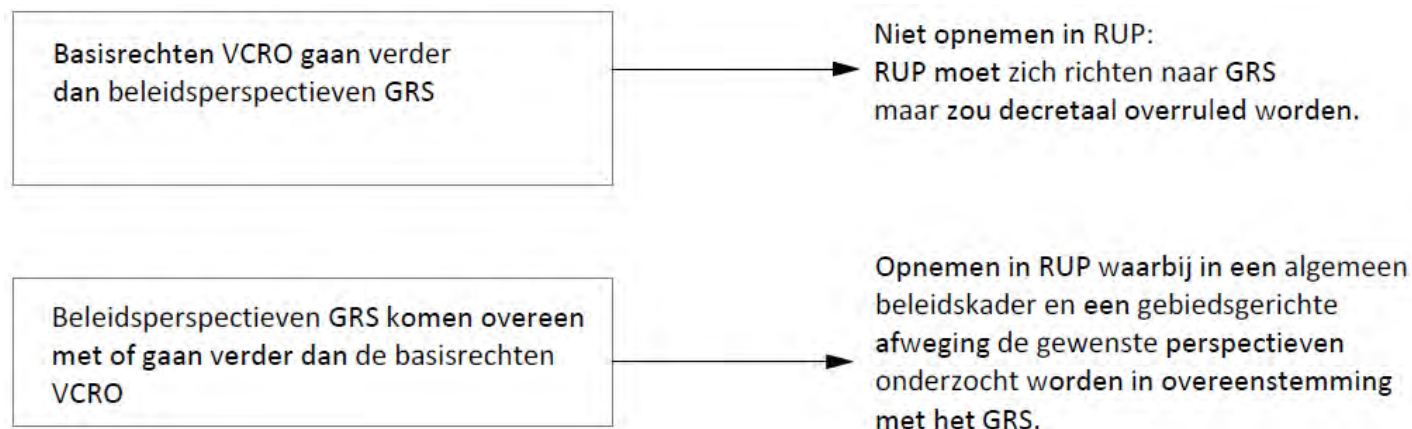 Basisrechten VCRO gaan verder
dan beleidsperspectieven GRS
Niet opnemen in RUP:
RUP moet zich richten naar GRS
maar zou decretaal overruled worden.
Beleidsperspectieven GRS komen overeen
met of gaan verder dan de basisrechten
VCRO
Opnemen in RUP waarbij in een algemeen
beleidskader en een gebiedsgerichte
afweging de gewenste perspectieven
onderzocht worden in overeenstemming
met het GRS.